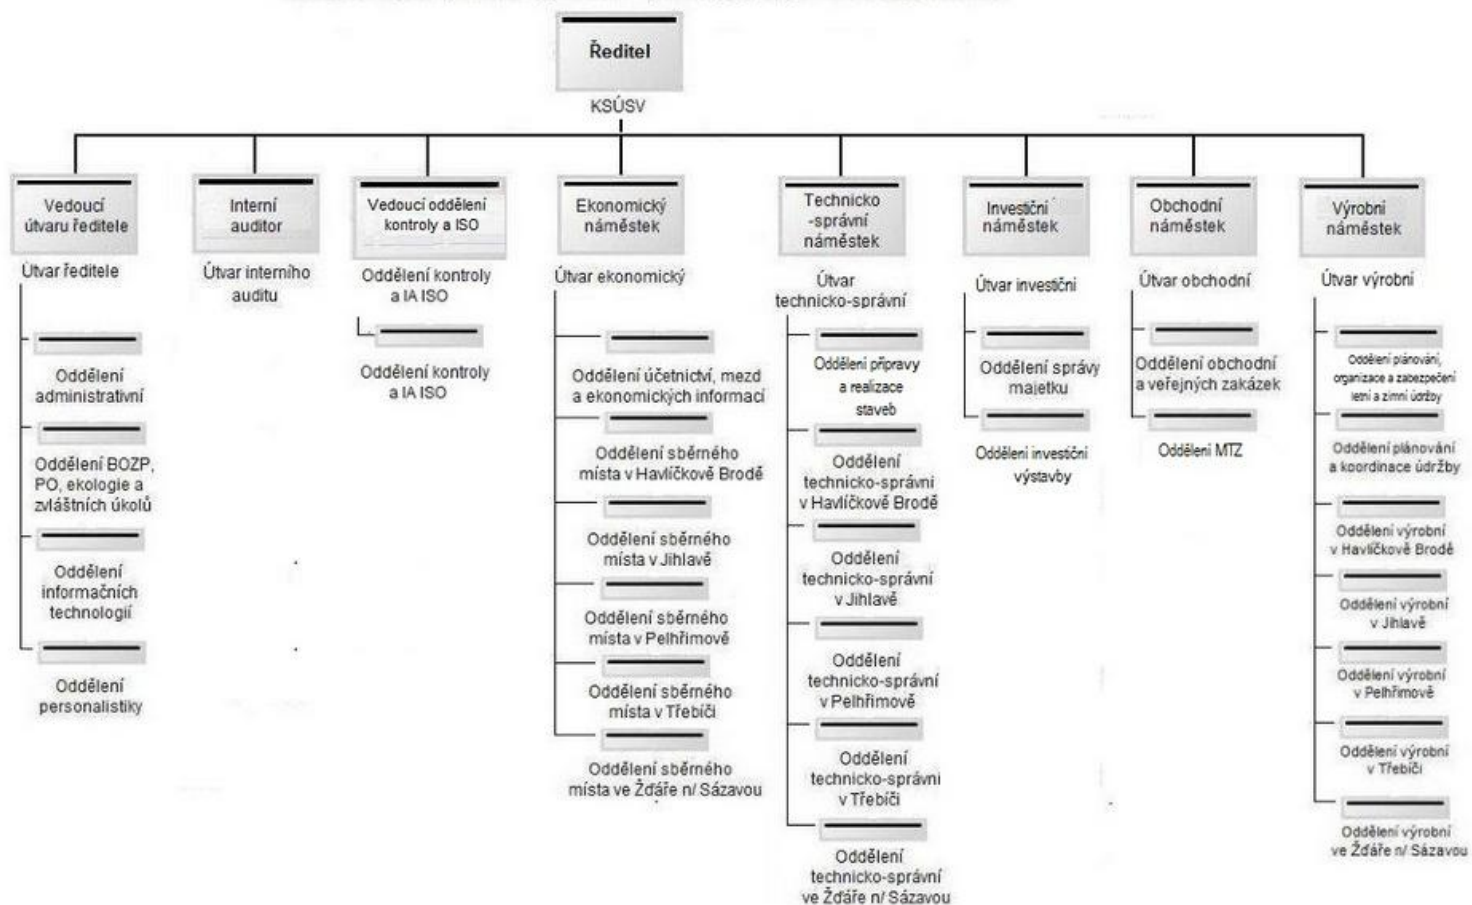 Ředitel
KSÚSV
Vedoucí
útvaru ředitele
Útvar ředitele
Oddělení
administrativní
Oddělení BOZP,
PO, ekologie a
zvláštních úkolů
Oddělení
informačních
technologií
Oddělení
personalistiky
Interní
auditor
Útvar interního
auditu
Vedoucí oddělení
kontroly a ISO
Oddělení kontroly
a IA ISO
Oddělení kontroly
a IA ISO
Ekonomický
náměstek
Útvar ekonomický
Oddělení účetnictví, mezd
a ekonomických informací
Oddělení sběrného
místa v Havlíčkově Brodě
Oddělení sběrného
místa v Jihlavě
Oddělení sběrného
místa v Pelhřimově
Oddělení sběrného
místa v Třebíči
Oddělení sběrného
místa ve Žďáře n/ Sázavou
Technicko
-správní
náměstek
Útvar
technicko-správní
Oddělení přípravy
a realizace
staveb
Oddělení
technicko-správní
v Havlíčkově Brodě
Oddělení
technicko-správní
v Jihlavě
Oddělení
technicko-správní
v Pelhřimově
Oddělení
technicko-správní
v Třebíči
Oddělení
technicko-správní
ve Žďáře n/ Sázavou
Investiční
náměstek
Útvar investiční
Oddělení správy
majetku
Oddělení investiční
výstavby
Obchodní
náměstek
Útvar obchodní
Oddělení obchodní
a veřejných zakázek
Oddělení MTZ
Výrobní
náměstek
Útvar výrobní
Oddělení plánování,
organizace a zabezpečení
letní a zimní údržby
Oddělení plánování
a koordinace údržby
Oddělení výrobní
v Havlíčkově Brodě
Oddělení výrobní
v Jihlavě
Oddělení výrobní
v Pelhřimově
Oddělení výrobní
v Třebíči
Oddělení výrobní
ve Žďáře n/ Sázavou